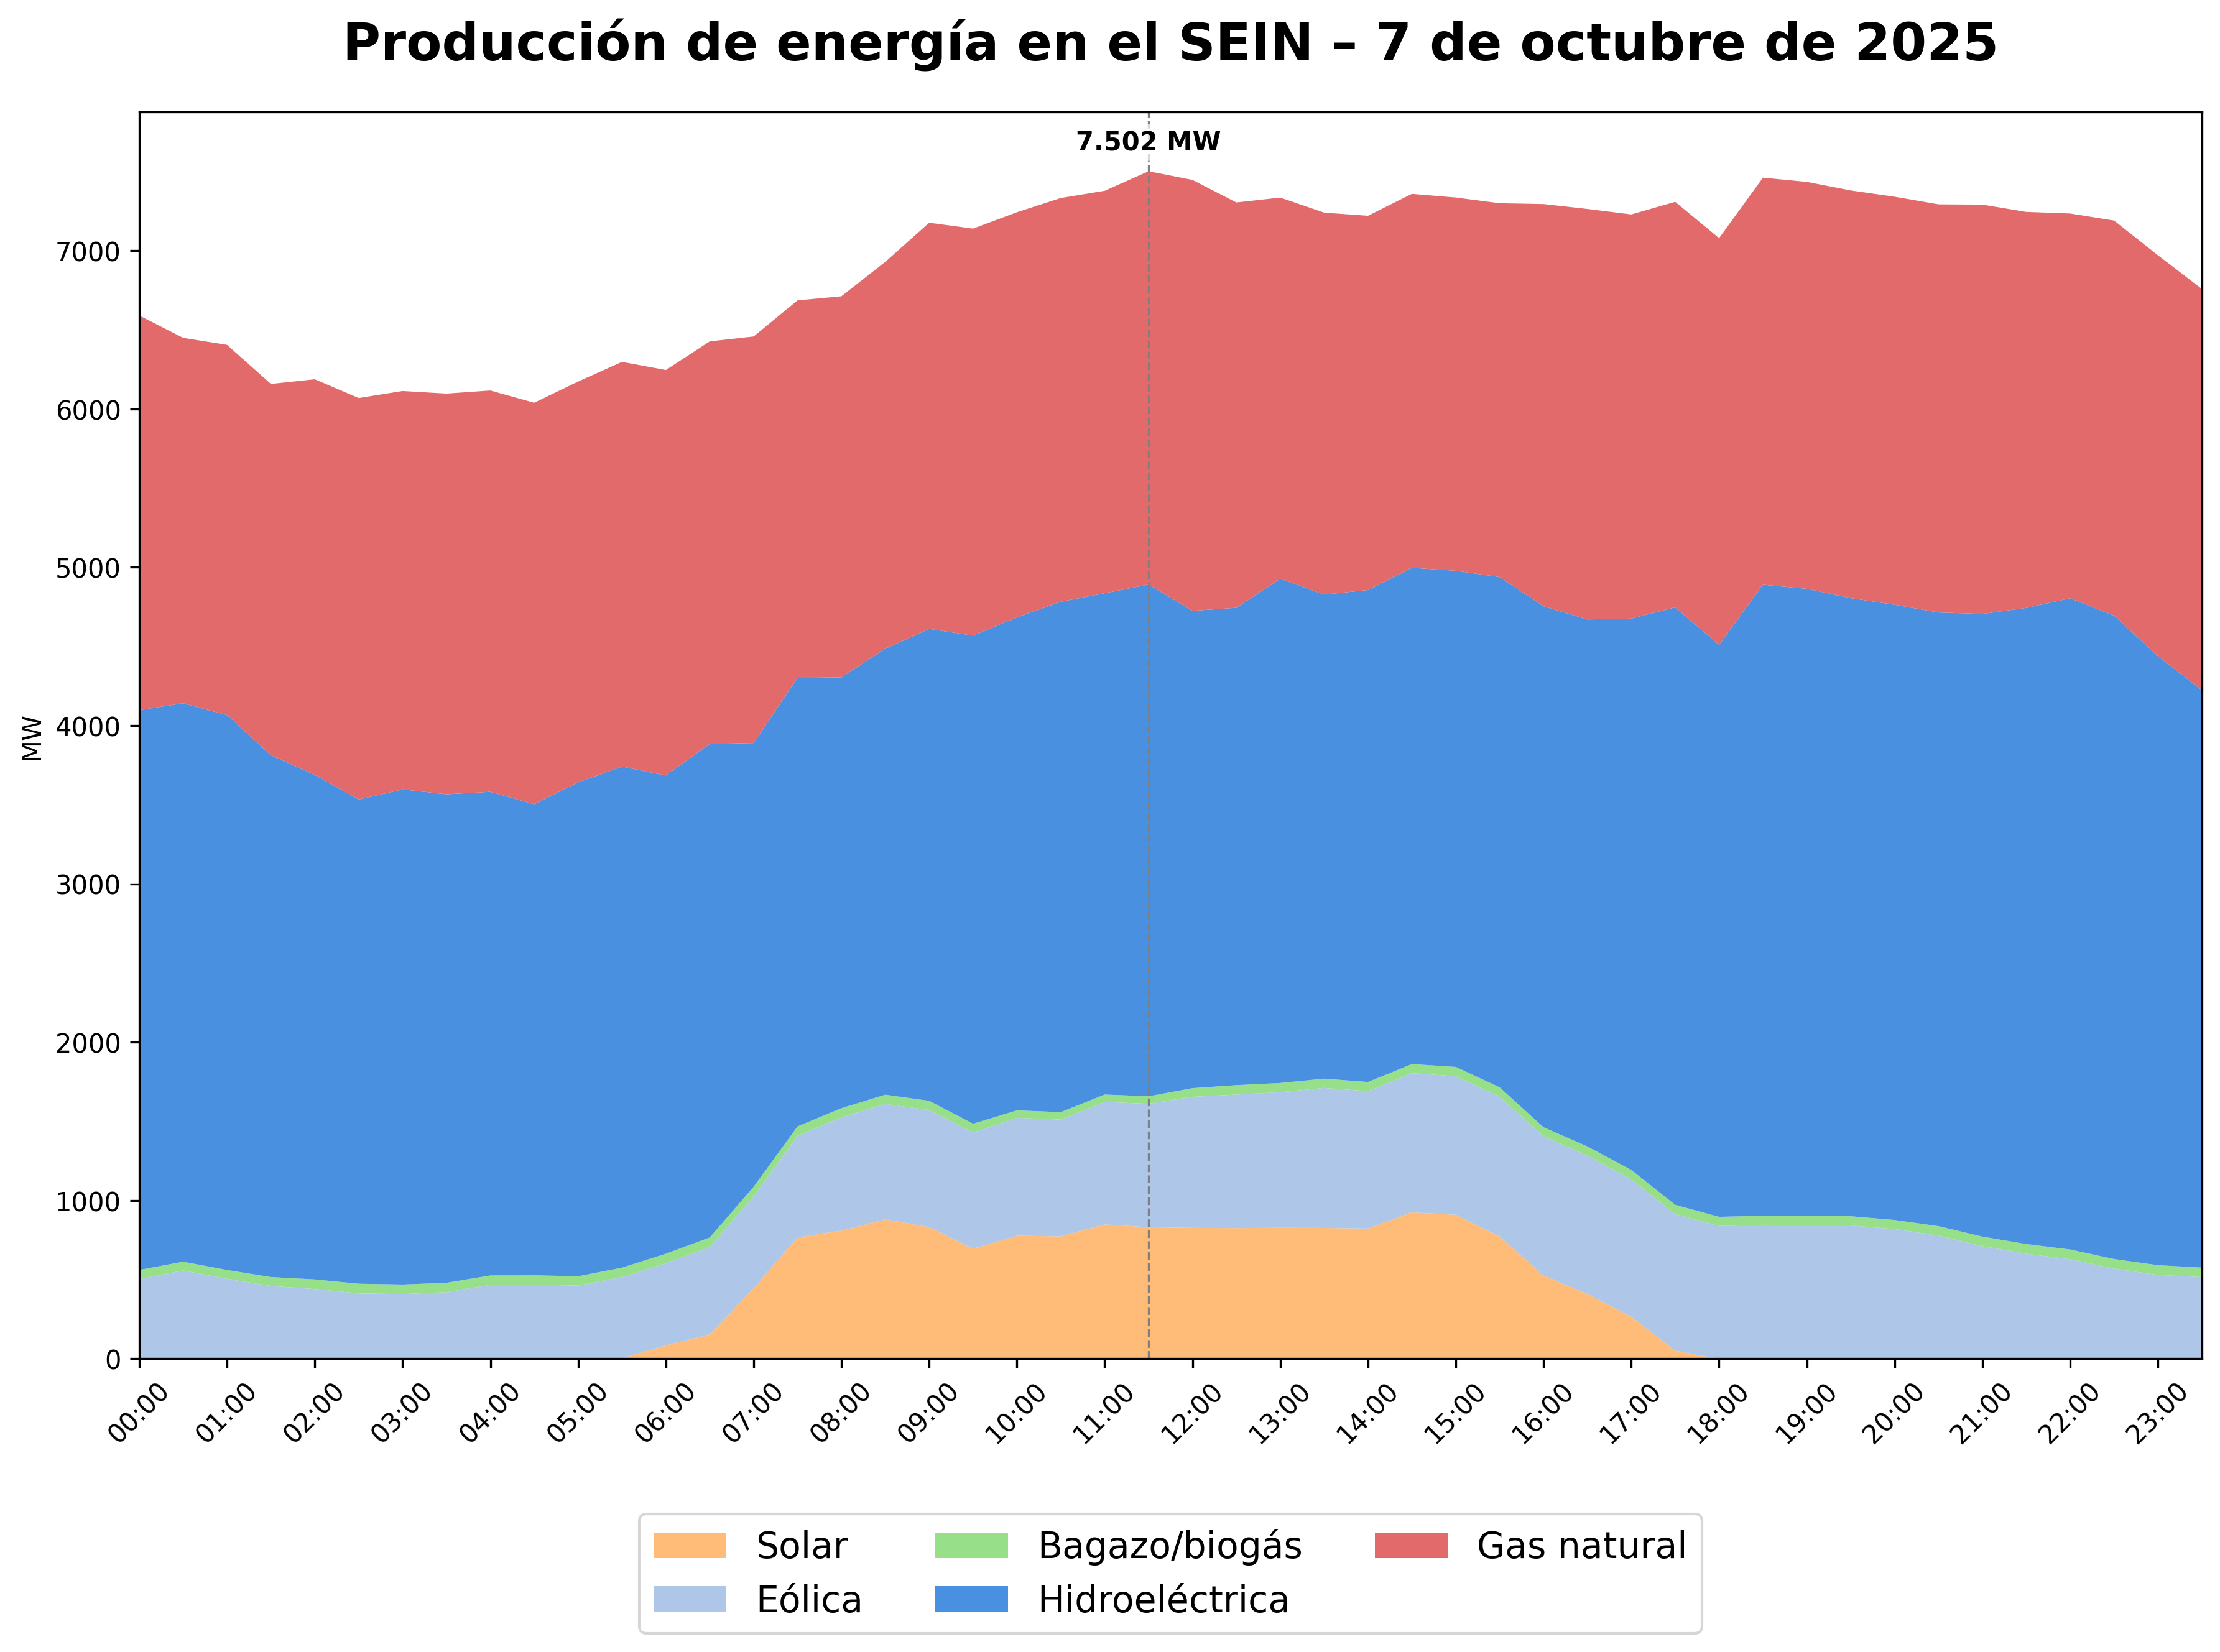 Producción de energía en el SEIN – 7 de octubre de 2025
7.502 MW
MW
7000
6000
5000
4000
3000
2000
1000
0
00:00 01:00 02:00 03:00 04:00 05:00 06:00 07:00 08:00 09:00 10:00 11:00 12:00 13:00 14:00 15:00 16:00 17:00 18:00 19:00 20:00 21:00 22:00 23:00
Solar Bagazo/biogás Gas natural
Eólica Hidroeléctrica